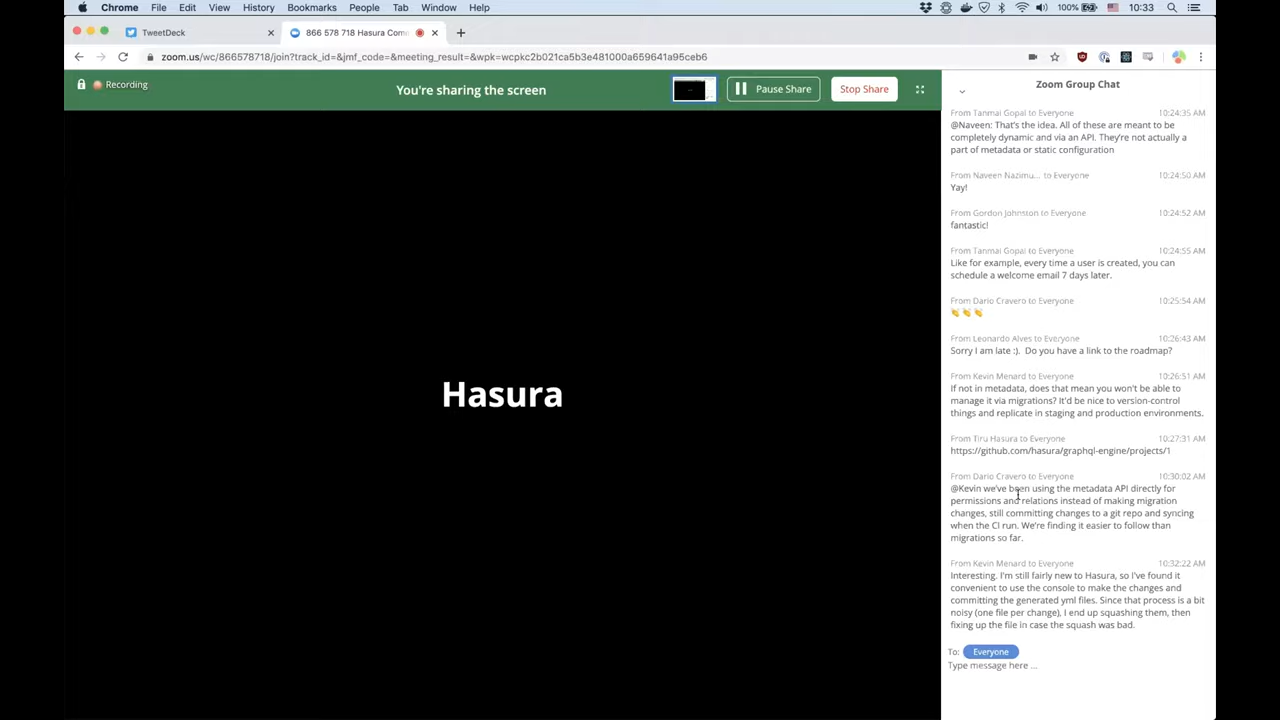 Chrome File Edit View History Bookmarks People Tab Window Help 100% 10:33
TweetDeck
866 578 718 Hasura Com
zoom.us/wc/866578718/join?track_id=&jmf_code=&meeting_result=&wpk=wcpkc2b021ca5b3e481000a659641a95ceb6
Recording
You're sharing the screen
Pause Share
Stop Share
Hasura
Zoom Group Chat
From Tanmai Gopal to Everyone 10:24:35 AM
@Naveen: That's the idea. All of these are meant to be
completely dynamic and via an API. They're not actually a
part of metadata or static configuration
From Naveen Nazimu... to Everyone 10:24:50 AM
Yay!
From Gordon Johnston to Everyone 10:24:52 AM
fantastic!
From Tanmai Gopal to Everyone 10:24:55 AM
Like for example, every time a user is created, you can
schedule a welcome email 7 days later.
From Dario Cravero to Everyone 10:25:54 AM
👏 👏 👏
From Leonardo Alves to Everyone 10:26:43 AM
Sorry I am late :). Do you have a link to the roadmap?
From Kevin Menard to Everyone 10:26:51 AM
If not in metadata, does that mean you won't be able to
manage it via migrations? It'd be nice to version-control
things and replicate in staging and production environments.
From Tiru Hasura to Everyone 10:27:31 AM
https://github.com/hasura/graphql-engine/projects/1
From Dario Cravero to Everyone 10:30:02 AM
@Kevin we've been using the metadata API directly for
permissions and relations instead of making migration
changes, still committing changes to a git repo and syncing
when the CI run. We're finding it easier to follow than
migrations so far.
From Kevin Menard to Everyone 10:32:22 AM
Interesting. I'm still fairly new to Hasura, so I've found it
convenient to use the console to make the changes and
committing the generated yml files. Since that process is a bit
noisy (one file per change), I end up squashing them, then
fixing up the file in case the squash was bad.
To: Everyone
Type message here ...